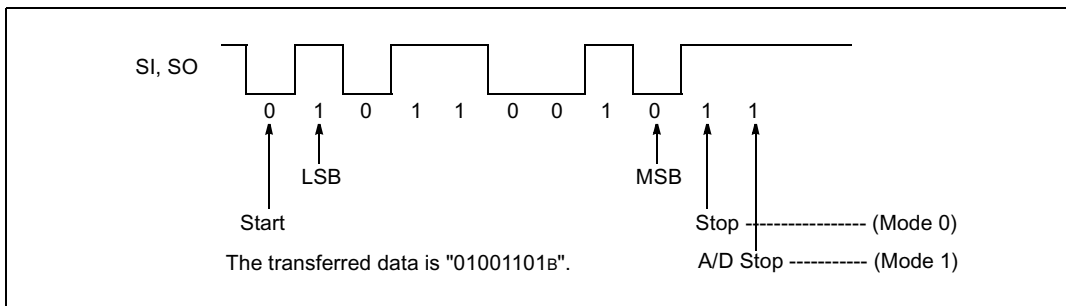 SI, SO
0 1 0 1 1 0 0 1 0 1 1
LSB MSB
Start Stop ----------------- (Mode 0)
The transferred data is "01001101B". A/D Stop ----------- (Mode 1)